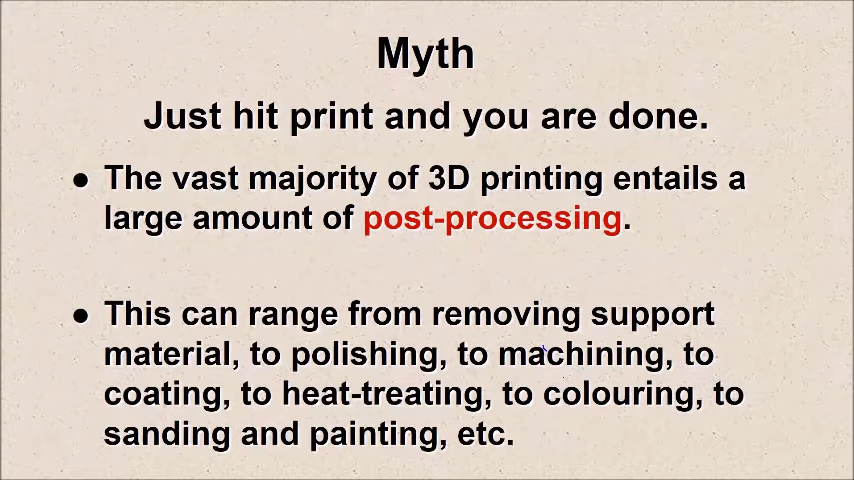 Myth
Just hit print and you are done.
● The vast majority of 3D printing entails a
large amount of post-processing.
● This can range from removing support
material, to polishing, to machining, to
coating, to heat-treating, to colouring, to
sanding and painting, etc.